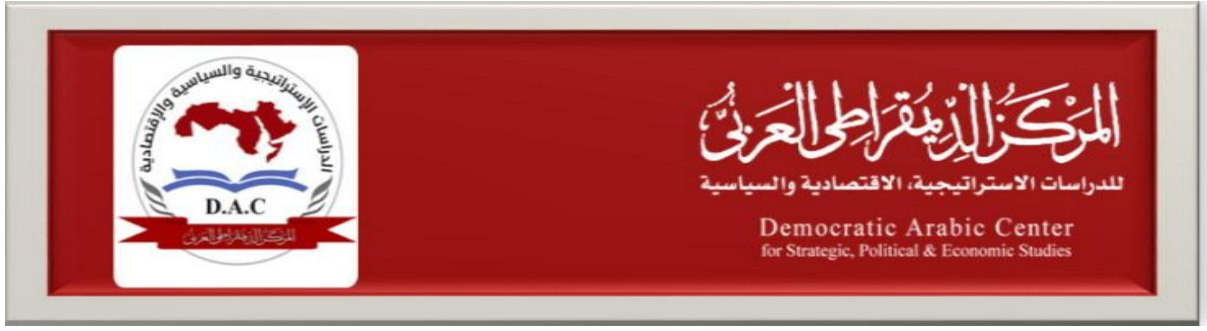 المركز الديمقراطي العربي
للدراسات الاستراتيجية، الاقتصادية والسياسية
Democratic Arabic Center
for Strategic, Political & Economic Studies
الدراسات الإستراتيجية والسياسية والإقتصادية
D.A.C
المركز الديمقراطي العربي